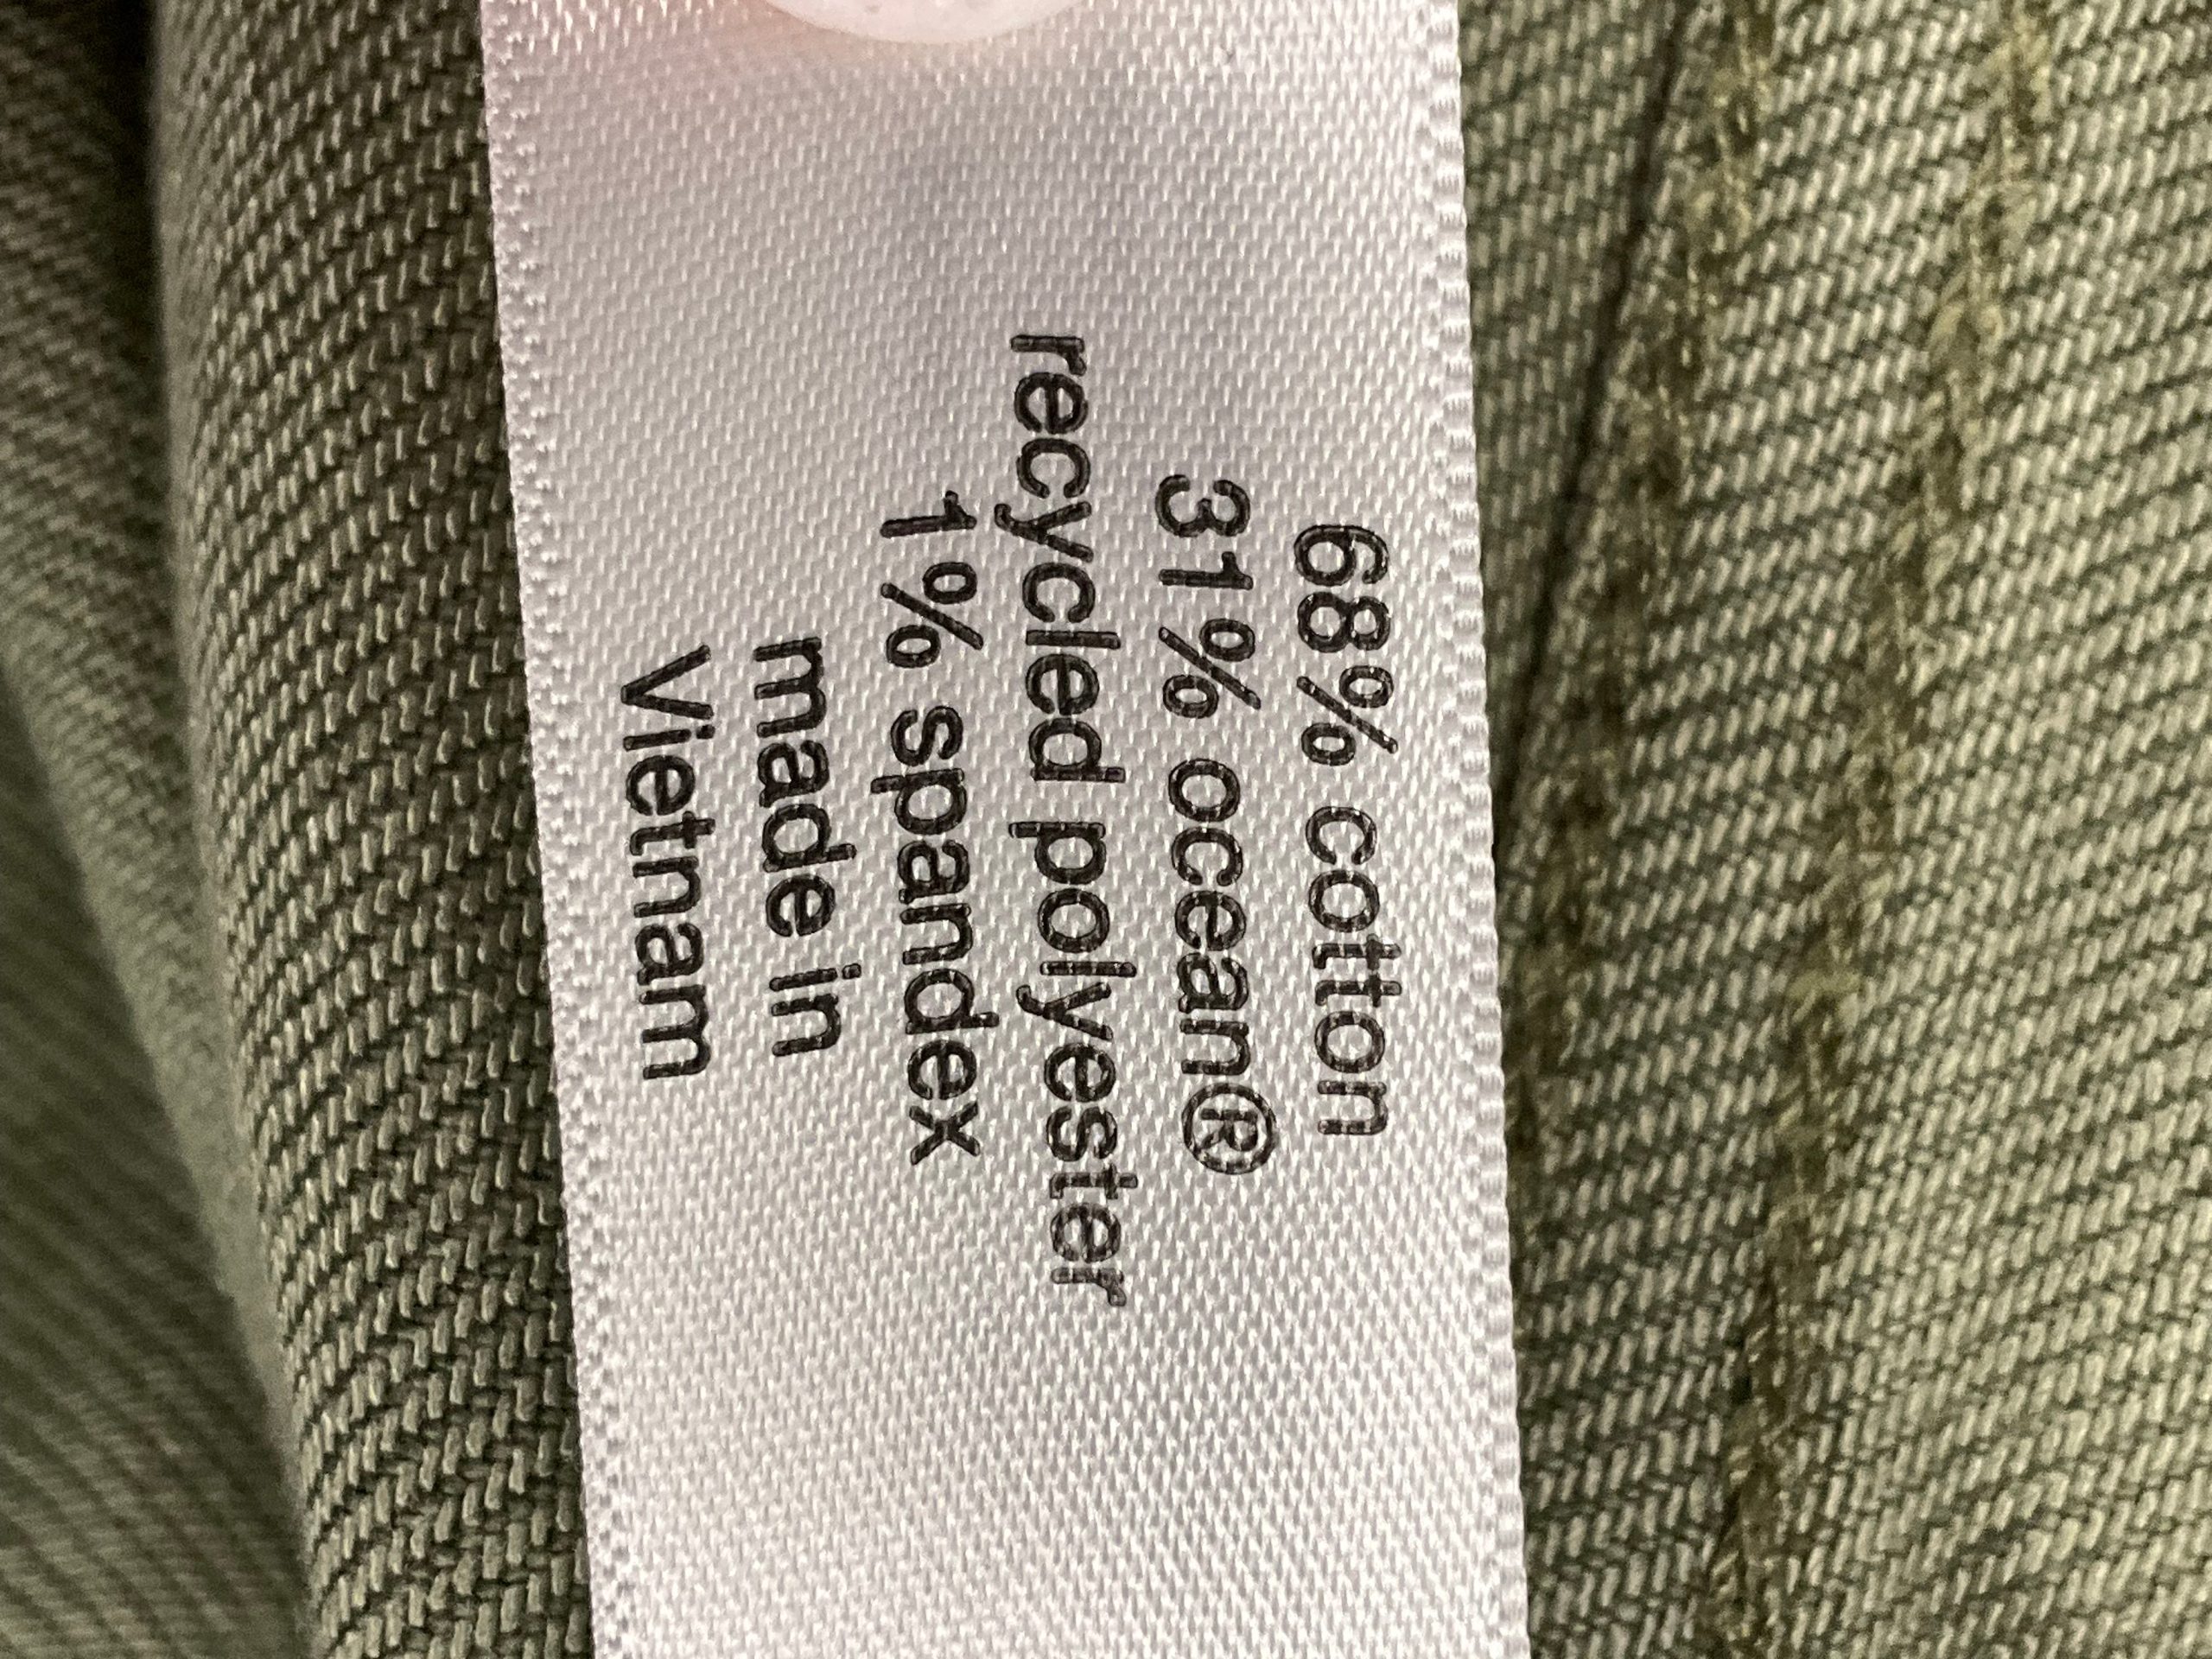 68% cotton
31% ocean®
recycled polyester
1% spandex
made in
Vietnam